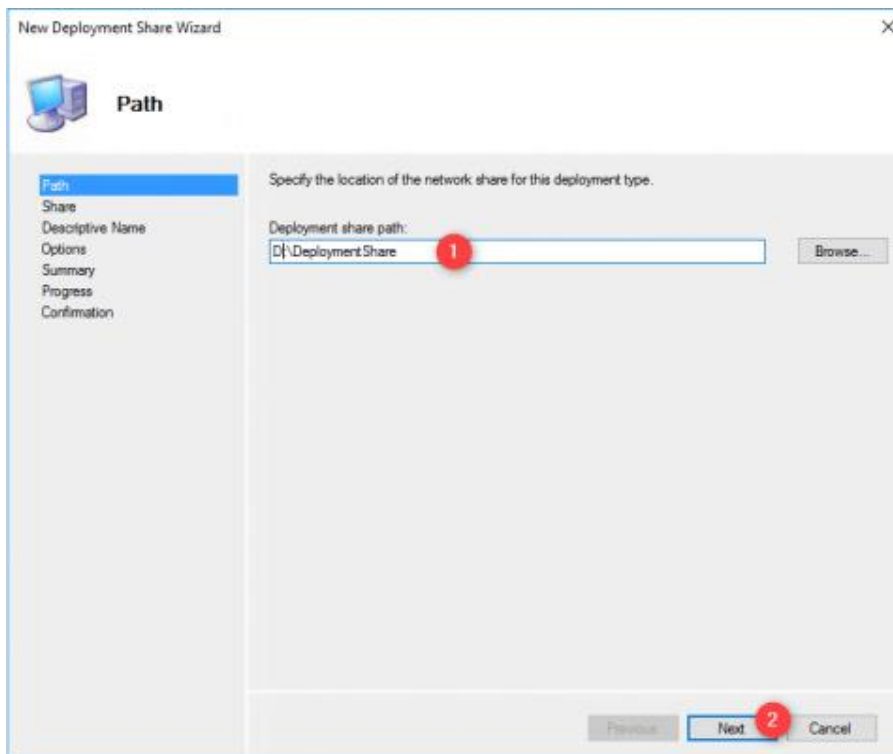 New Deployment Share Wizard
Path
Path
Share
Descriptive Name
Options
Summary
Progress
Confirmation
Specify the location of the network share for this deployment type.
Deployment share path:
D:\DeploymentShare
1
Browse...
Previous
Next
2
Cancel